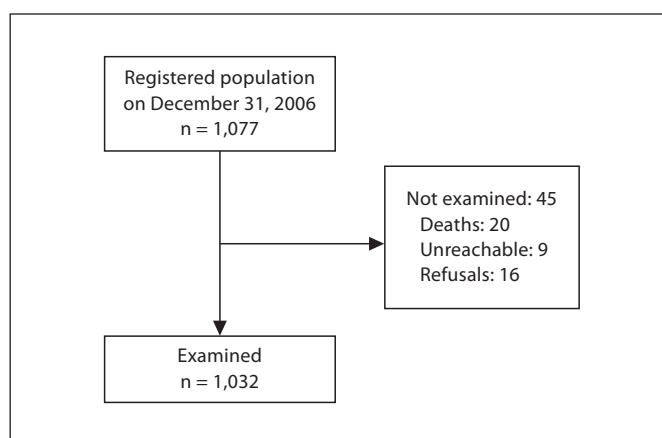 Registered population
on December 31, 2006
n = 1,077
Not examined: 45
Deaths: 20
Unreachable: 9
Refusals: 16
Examined
n = 1,032